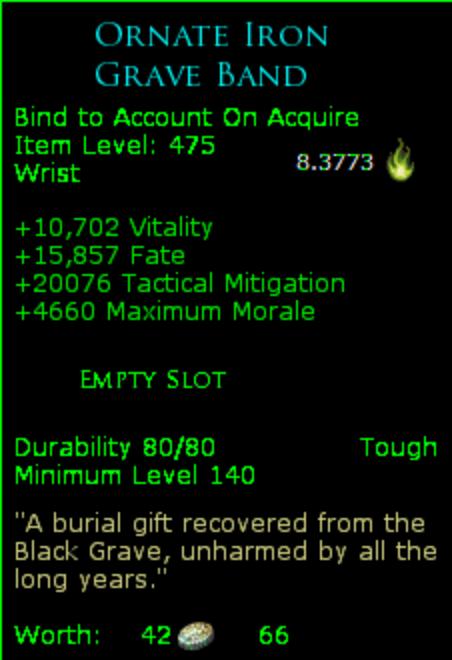 Ornate Iron
Grave Band
Bind to Account On Acquire
Item Level: 475
8.3773
Wrist
+10,702 Vitality
+15,857 Fate
+20076 Tactical Mitigation
+4660 Maximum Morale
Empty Slot
Durability 80/80 Tough
Minimum Level 140
"A burial gift recovered from the
Black Grave, unharmed by all the
long years."
Worth: 42 66